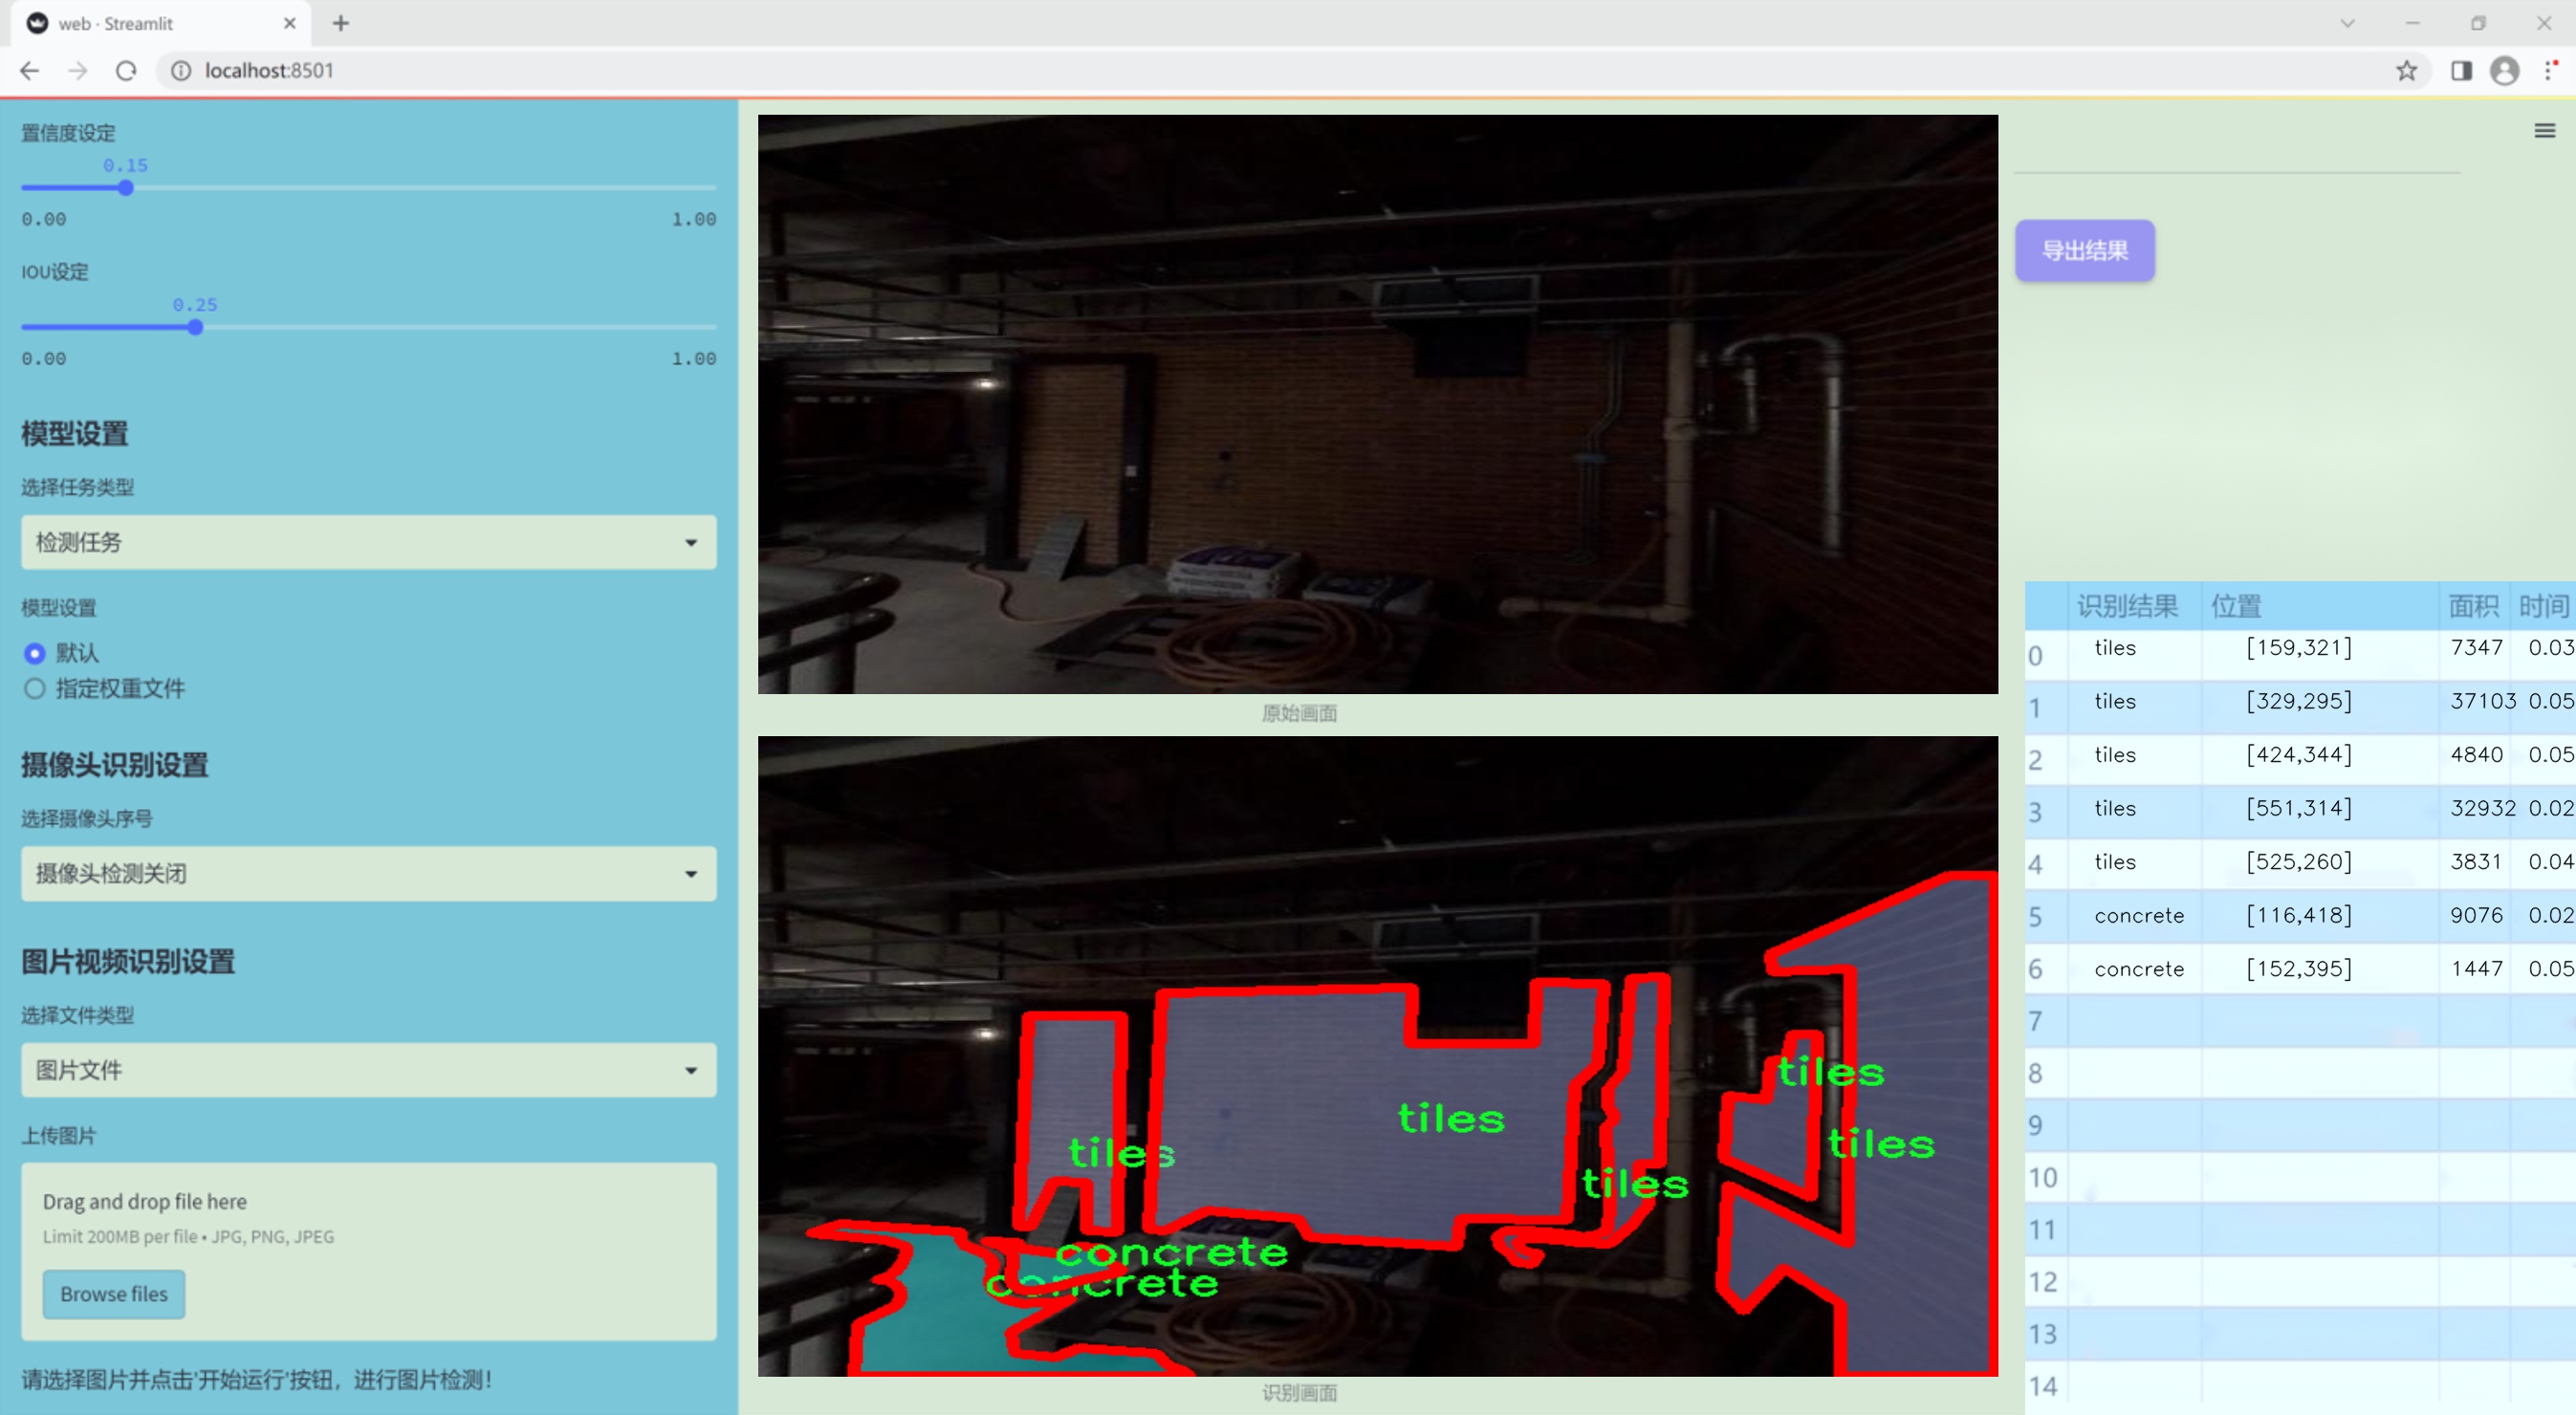 web · Streamlit
localhost:8501
置信度设定
0.15
0.00 1.00
IOU设定
0.25
0.00 1.00
模型设置
选择任务类型
检测任务
模型设置
默认
指定权重文件
摄像头识别设置
选择摄像头序号
摄像头检测关闭
图片视频识别设置
选择文件类型
图片文件
上传图片
Drag and drop file here
Limit 200MB per file • JPG, PNG, JPEG
Browse files
请选择图片并点击'开始运行'按钮，进行图片检测！
原始画面
tiles
tiles
tiles
tiles
tiles
concrete
concrete
识别画面
导出结果
识别结果 位置 面积 时间
0 tiles [159,321] 7347 0.03
1 tiles [329,295] 37103 0.05
2 tiles [424,344] 4840 0.05
3 tiles [551,314] 32932 0.02
4 tiles [525,260] 3831 0.04
5 concrete [116,418] 9076 0.02
6 concrete [152,395] 1447 0.05
7
8
9
10
11
12
13
14